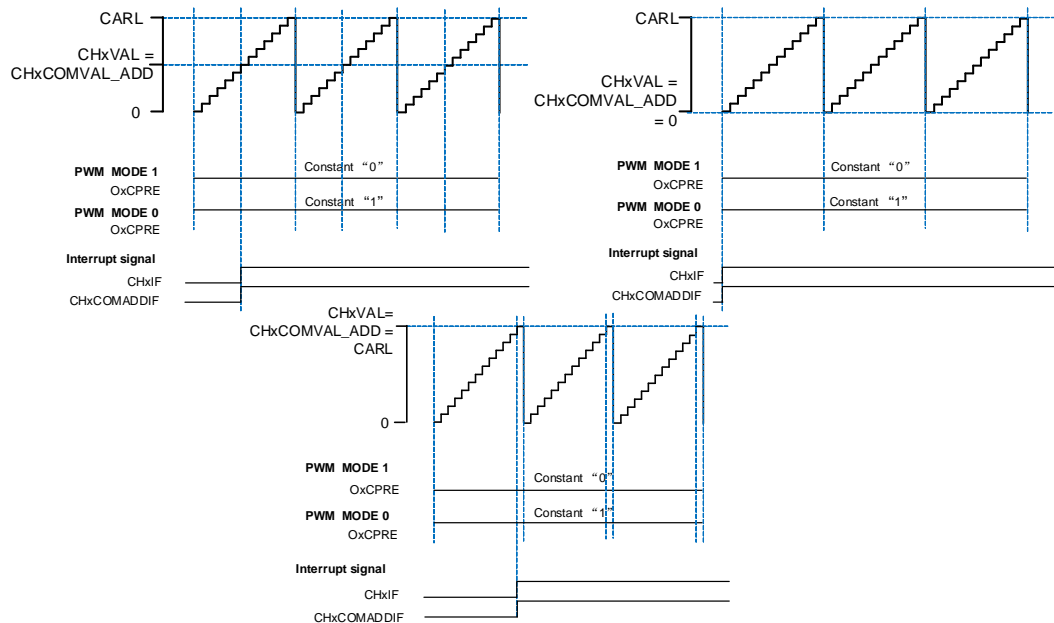 CARL
CHxVAL =
CHxCOMVAL_ADD
0
PWM MODE 1
OxCPRE
Constant “0”
PWM MODE 0
OxCPRE
Constant “1”
Interrupt signal
CHxIF
CHxCOMADDIF
CARL
CHxVAL =
CHxCOMVAL_ADD
= 0
PWM MODE 1
OxCPRE
Constant “0”
PWM MODE 0
OxCPRE
Constant “1”
Interrupt signal
CHxIF
CHxCOMADDIF
CHxVAL=
CHxCOMVAL_ADD =
CARL
0
PWM MODE 1
OxCPRE
Constant “0”
PWM MODE 0
OxCPRE
Constant “1”
Interrupt signal
CHxIF
CHxCOMADDIF